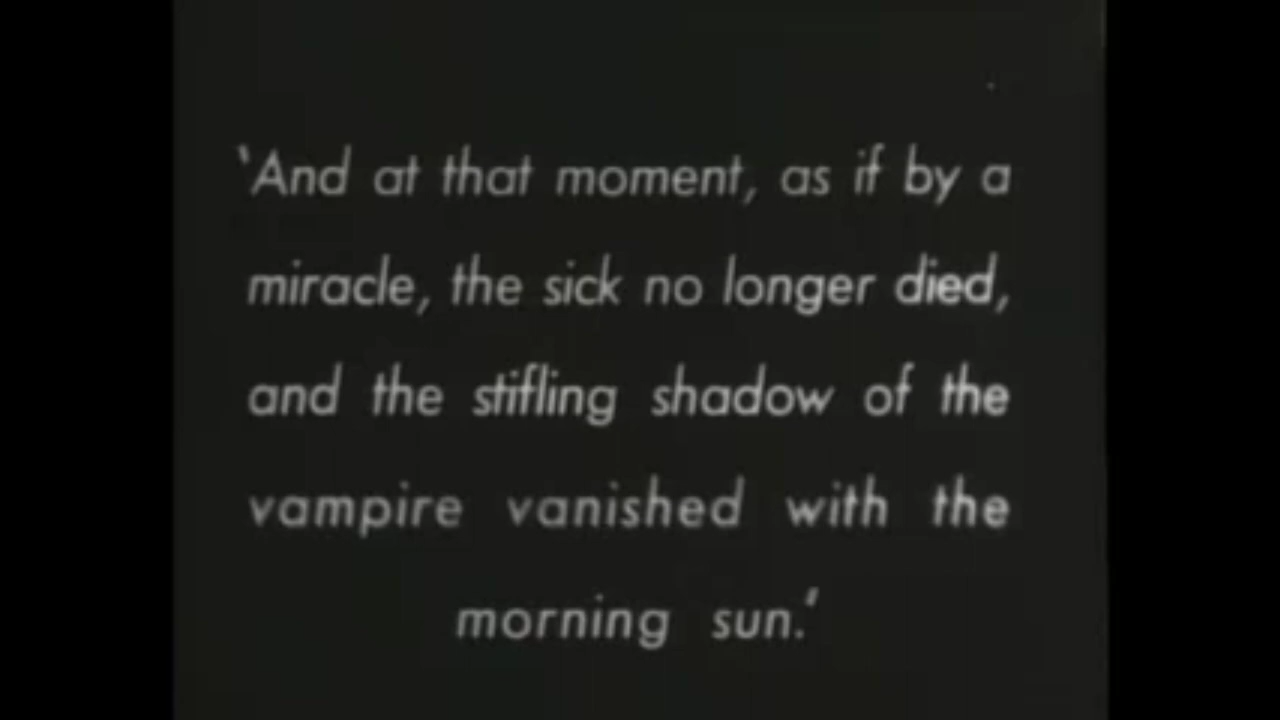 'And at that moment, as if by a
miracle, the sick no longer died,
and the stifling shadow of the
vampire vanished with the
morning sun.'